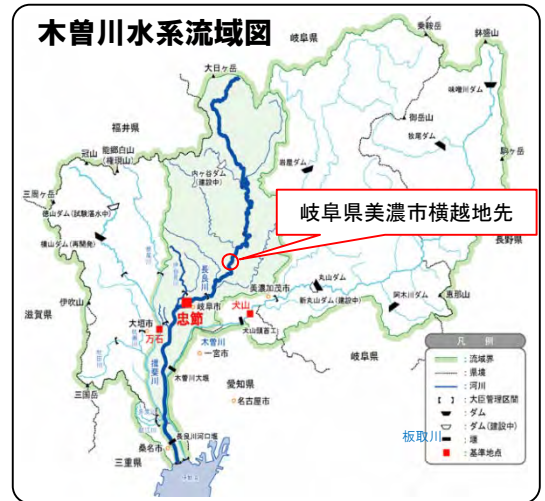 木曽川水系流域図
岐阜県
乗鞍岳
鉢盛山
大日ヶ岳
味噌川ダム
福井県
御岳山
能郷白山
(権現山)
冠山
内ヶ谷ダム
(建設中)
岩屋ダム
牧尾ダム
駒ヶ岳
三周ヶ岳
徳山ダム(試験湛水中)
岐阜県美濃市横越地先
横山ダム(再開発)
長良川
長野県
美濃加茂市
丸山ダム
恵那山
新丸山ダム(建設中)
阿木川ダム
伊吹山
岐阜市
犬山
滋賀県
忠節
犬山頭首工
大垣市
万石
木曽川
一宮市
岐阜県
揖斐川
木曽川大堰
愛知県
三国岳
名古屋市
長良川河口堰
桑名市
三重県
凡 例
：流域界
：県境
：河川
：大臣管理区間
：ダム
：ダム(建設中)
：堰
：基準地点
板取川